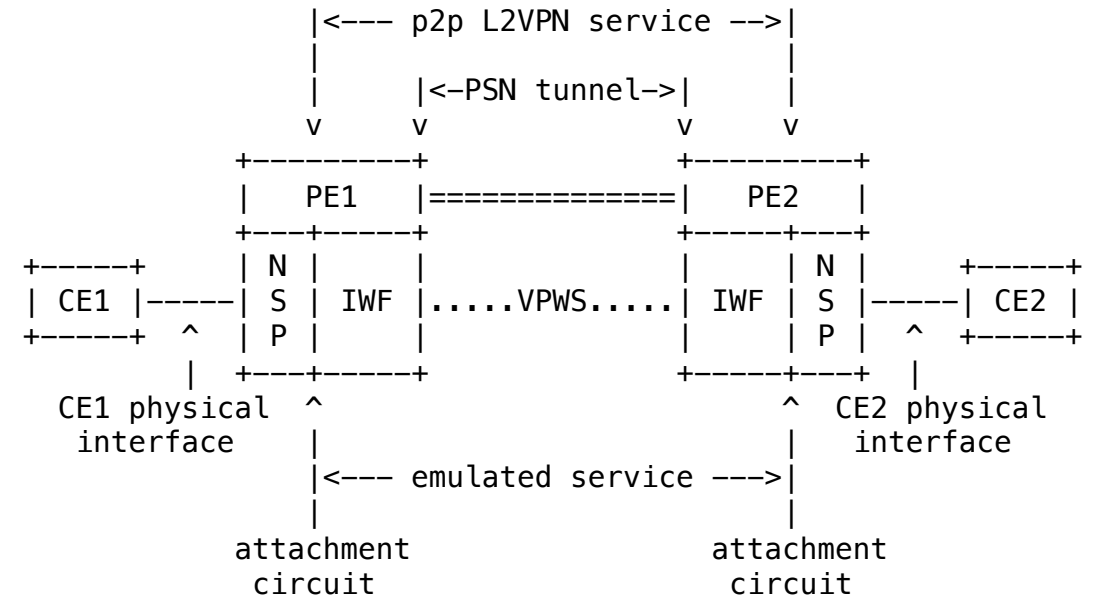 |<--- p2p L2VPN service -->|
|                          |
|     |<-PSN tunnel->|     |
v     v              v     v
+---------+              +---------+
|   PE1   |==============|   PE2   |
+---+-----+              +-----+---+
+-----+     | N |     |              |     | N |     +-----+
| CE1 |-----| S | IWF |.....VPWS.....| IWF | S |-----| CE2 |
+-----+  ^  | P |     |              |     | P |  ^  +-----+
|  +---+-----+              +-----+---+  |
CE1 physical  ^                          ^  CE2 physical
interface    |                          |   interface
|<--- emulated service --->|
|                          |
attachment                 attachment
circuit                    circuit